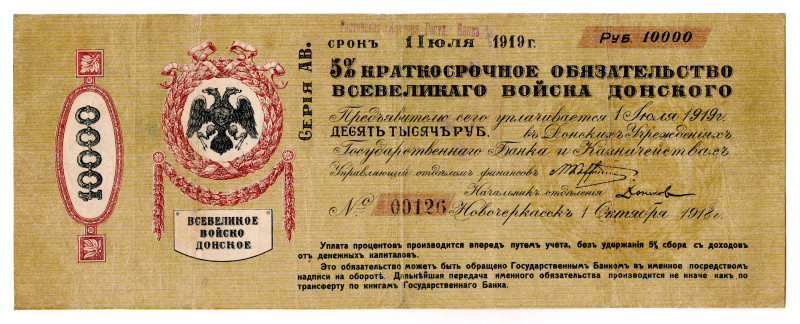 10000
Серія АВ.
ВСЕВЕЛИКОЕ
ВОЙСКО
ДОНСКОЕ
Госуд. Банка
СРОКЪ 1 ІЮЛЯ 1919 г.
РУБ. 10000
5% КРАТКОСРОЧНОЕ ОБЯЗАТЕЛЬСТВО
ВСЕВЕЛИКАГО ВОЙСКА ДОНСКОГО
Предъявителю сего уплачивается 1 Іюля 1919 г.
ДЕСЯТЬ ТЫСЯЧЪ РУБ. въ Донскихъ Учрежденіяхъ
Государственнаго Банка и Казначействахъ
Управляющій отдѣломъ финансовъ
Начальникъ отдѣленія
№ 00126 Новочеркасскъ 1 Октября 1918 г.
Уплата процентовъ производится впередъ путемъ учета, безъ удержания 5% сбора съ доходовъ
отъ денежныхъ капиталовъ.
Это обязательство можетъ быть обращено Государственнымъ Банкомъ въ именное посредствомъ
надписи на оборотѣ. Дальнѣйшая передача именного обязательства производится не иначе какъ по
трансферту по книгамъ Государственнаго Банка.